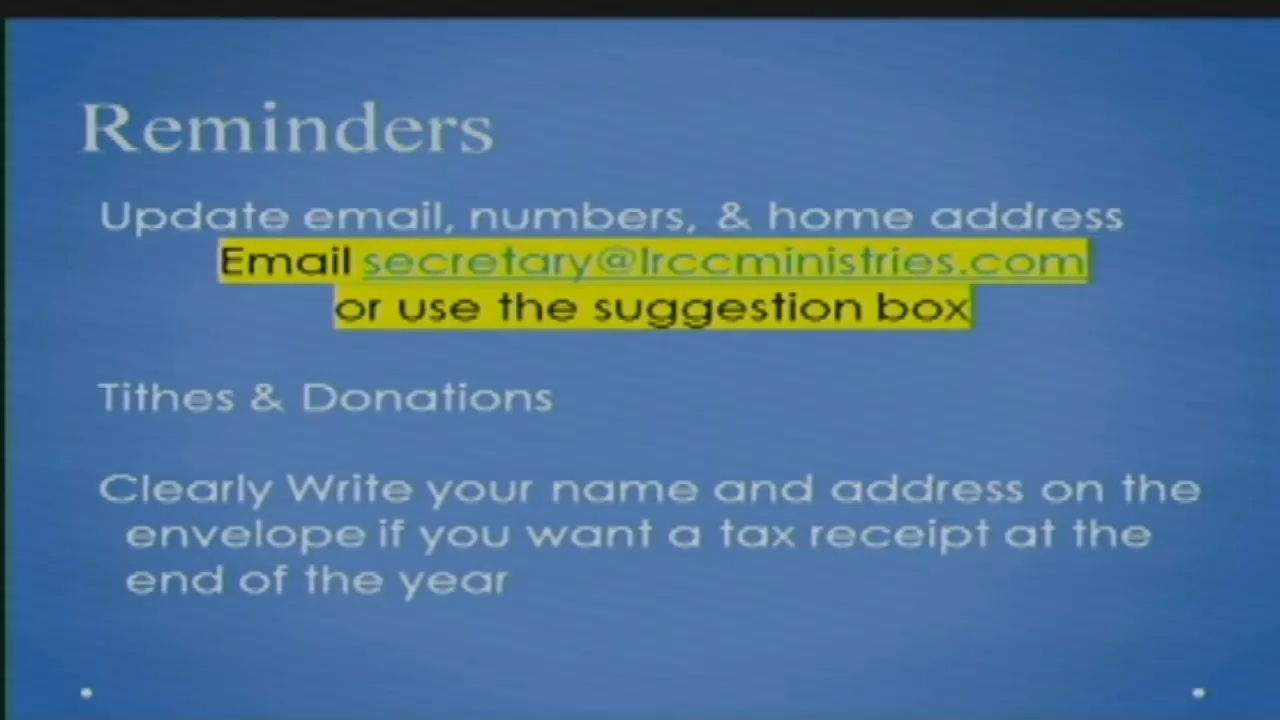 Reminders
Update email, numbers, & home address
Email secretary@lrccministries.com
or use the suggestion box
Tithes & Donations
Clearly Write your name and address on the
envelope if you want a tax receipt at the
end of the year